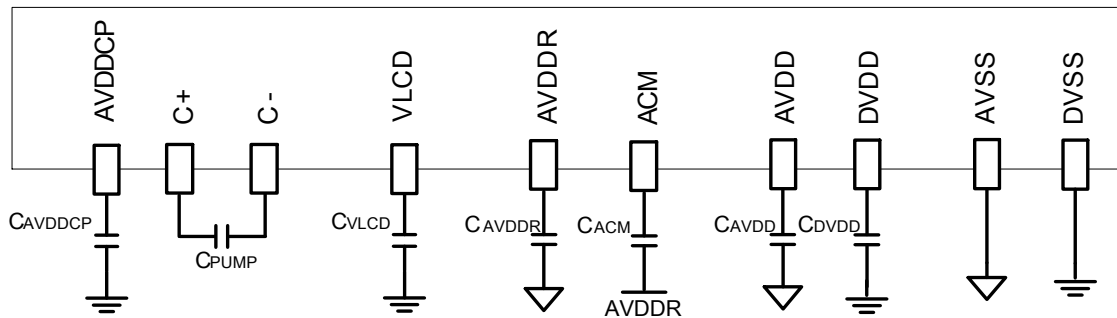 AVDDCP
C+
C-
VLCD
AVDDR
ACM
AVDD
DVDD
AVSS
DVSS
CAVDDCP
CPUMP
CVLCD
CAVDDR
CACM
AVDDR
CAVDD
CDVDD